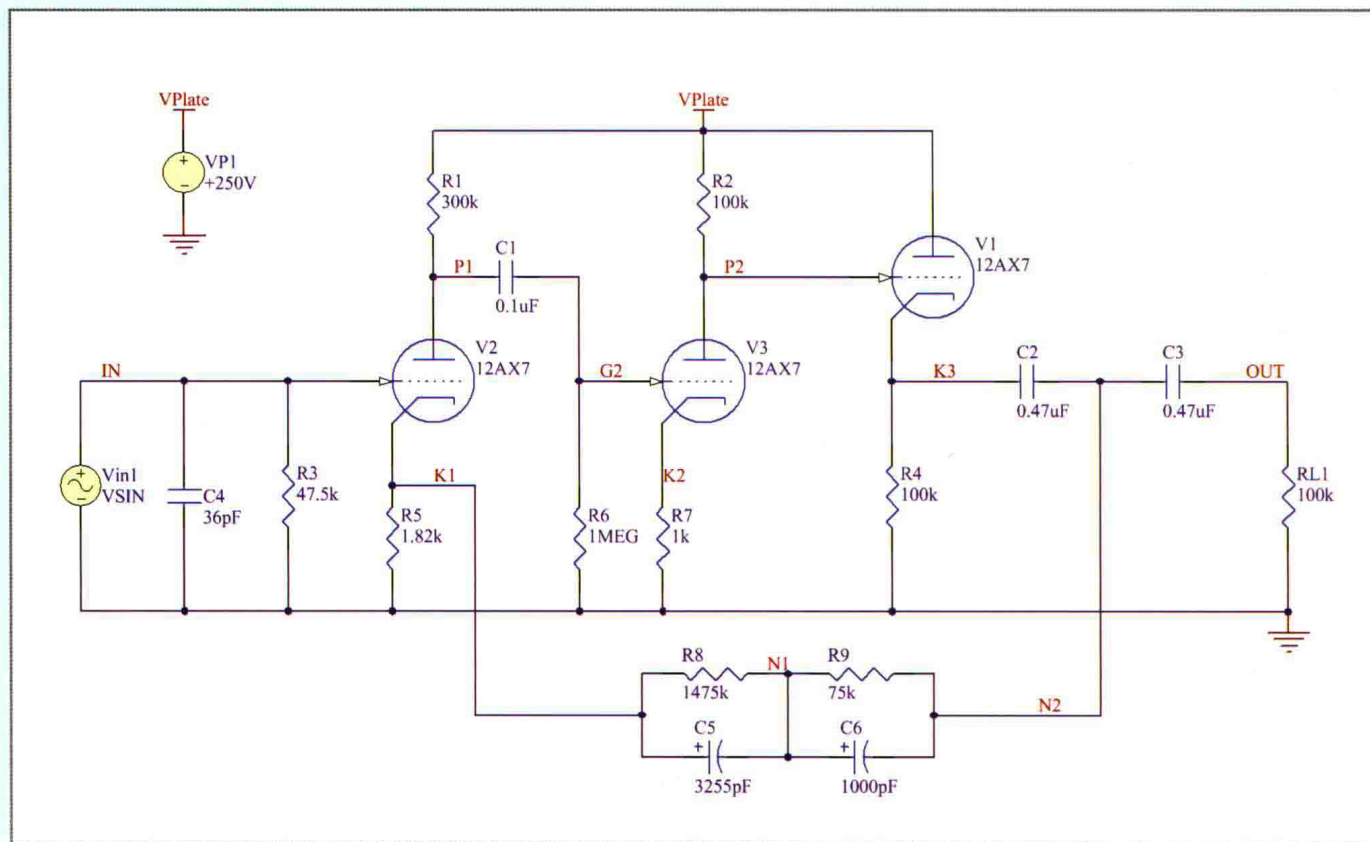 VPlate
VP1
+250V
VPlate
R1
300k
R2
100k
V1
12AX7
P1
C1
0.1uF
P2
V2
12AX7
V3
12AX7
IN
G2
K3
C2
0.47uF
C3
0.47uF
OUT
Vin1
VSIN
C4
36pF
R3
47.5k
K1
R5
1.82k
R6
1MEG
K2
R7
1k
R4
100k
RL1
100k
R8
1475k
N1
R9
75k
N2
C5
3255pF
C6
1000pF